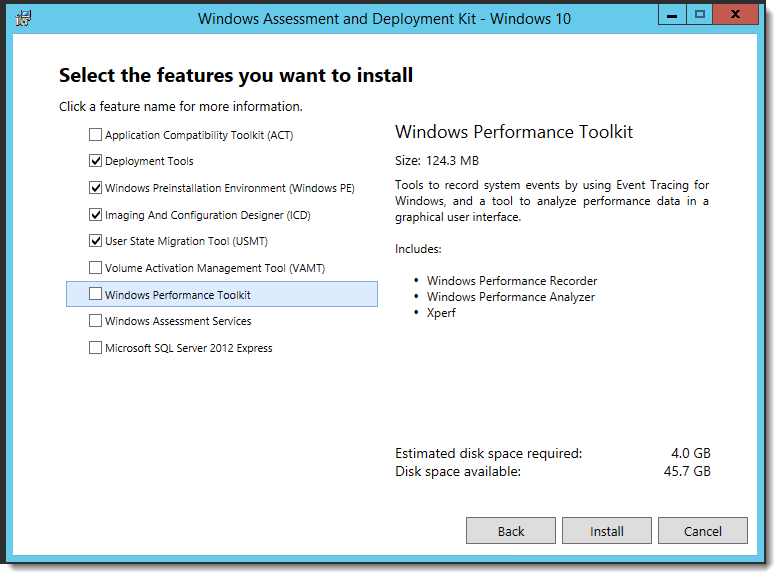 Windows Assessment and Deployment Kit - Windows 10
Select the features you want to install
Click a feature name for more information.
Application Compatibility Toolkit (ACT)
Deployment Tools
Windows Preinstallation Environment (Windows PE)
Imaging And Configuration Designer (ICD)
User State Migration Tool (USMT)
Volume Activation Management Tool (VAMT)
Windows Performance Toolkit
Windows Assessment Services
Microsoft SQL Server 2012 Express
Windows Performance Toolkit
Size: 124.3 MB
Tools to record system events by using Event Tracing for
Windows, and a tool to analyze performance data in a
graphical user interface.
Includes:
• Windows Performance Recorder
• Windows Performance Analyzer
• Xperf
Estimated disk space required: 4.0 GB
Disk space available: 45.7 GB
Back Install Cancel